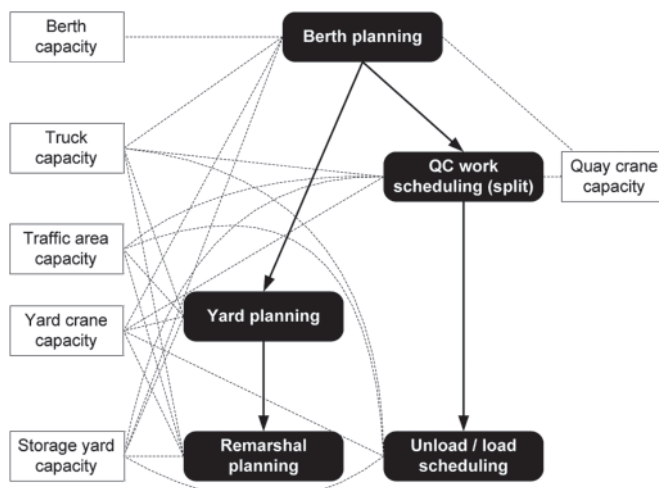 Berth
capacity
Berth planning
Truck
capacity
QC work
scheduling (split)
Quay crane
capacity
Traffic area
capacity
Yard crane
capacity
Yard planning
Storage yard
capacity
Remarshal
planning
Unload / load
scheduling